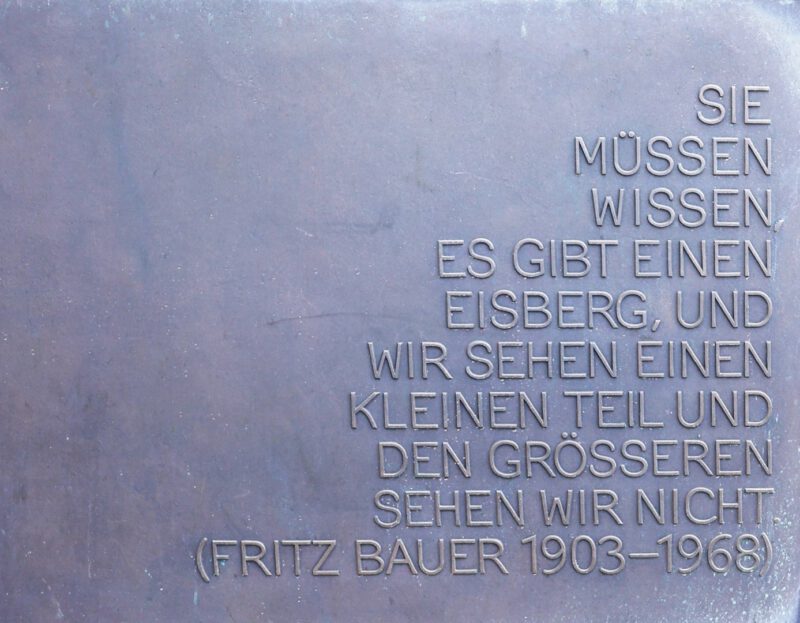 SIE
MÜSSEN
WISSEN,
ES GIBT EINEN
EISBERG, UND
WIR SEHEN EINEN
KLEINEN TEIL UND
DEN GRÖSSEREN
SEHEN WIR NICHT
(FRITZ BAUER 1903–1968)